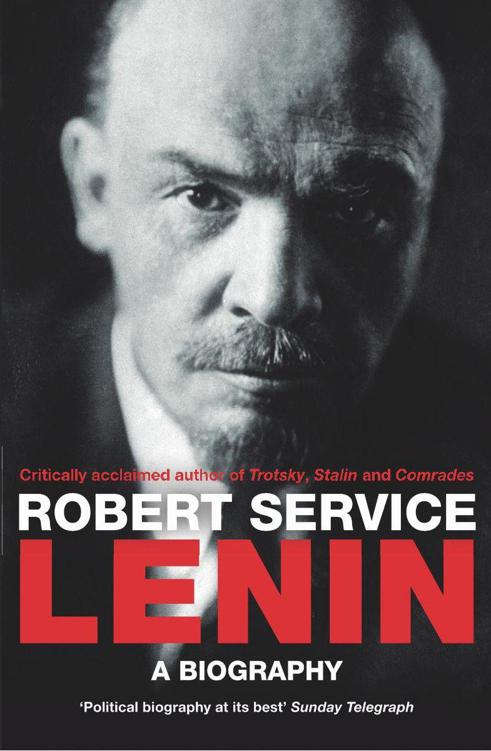 Critically acclaimed author of Trotsky, Stalin and Comrades
ROBERT SERVICE
LENIN
A BIOGRAPHY
‘Political biography at its best’ Sunday Telegraph